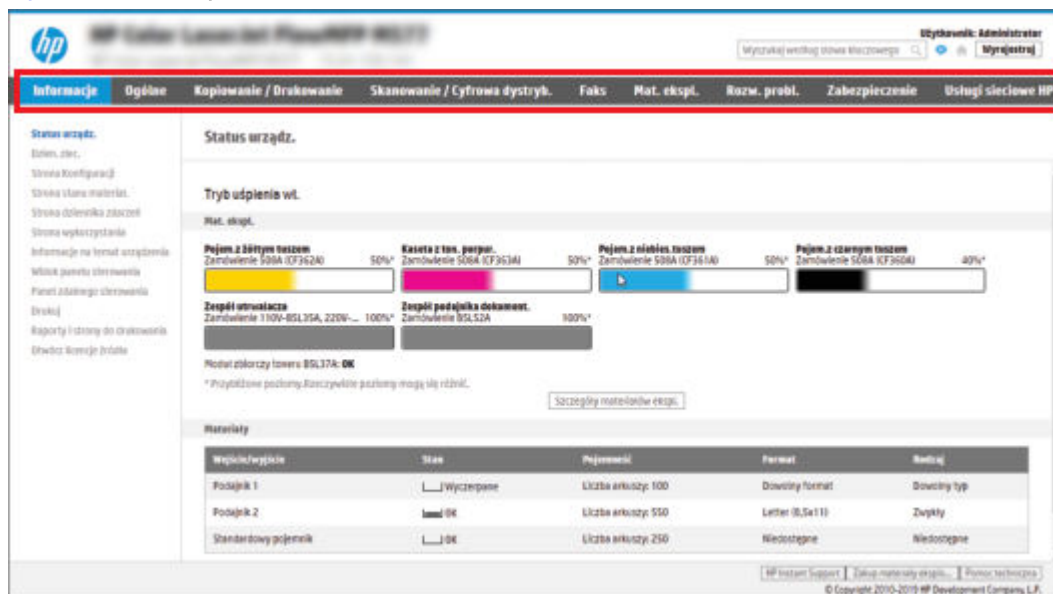 hp
HP Color LaserJet FlowMFP M577
Użytkownik: Administrator
Wyszukaj według słowa kluczowego
Wyrejestruj
Informacje Ogólne Kopiowanie / Drukowanie Skanowanie / Cyfrowa dystryb. Faks Mat. ekspl. Rozw. probl. Zabezpieczenie Usługi sieciowe HP
Status urządz.
Dzien. zlec.
Strona Konfiguracji
Strona stanu materiał.
Strona dziennika zdarzeń
Strona wykorzystania
Informacje na temat urządzenia
Widok panelu sterowania
Panel zdalnego sterowania
Drukuj
Raporty i strony do drukowania
Otwórz licencje źródła
Status urządz.
Tryb uśpienia wł.
Mat. ekspl.
Pojem.z żółtym tuszem
Zamówienie 508A (CF362A) 50%*
Kaseta z ton. purpur.
Zamówienie 508A (CF363A) 50%*
Pojem.z niebies.tuszem
Zamówienie 508A (CF361A) 50%*
Pojem.z czarnym tuszem
Zamówienie 508A (CF360A) 40%*
Zespół utrwalacza
Zamówienie 110V-B5L35A, 220V-... 100%*
Zespół podajnika dokument.
Zamówienie B5L52A 100%*
Moduł zbiorczy toneru B5L37A: OK
* Przybliżone poziomy.Rzeczywiste poziomy mogą się różnić.
Szczegóły materiałów ekspl.
Materiały
Wejście/wyjście Stan Pojemność Format Rodzaj
Podajnik 1 Wyczerpane Liczba arkuszy: 100 Dowolny format Dowolny typ
Podajnik 2 OK Liczba arkuszy: 550 Letter (8,5x11) Zwykły
Standardowy pojemnik OK Liczba arkuszy: 250 Niedostępne Niedostępne
HP Instant Support Zakup materiały eksplo... Pomoc techniczna
© Copyright 2010-2019 HP Development Company, L.P.